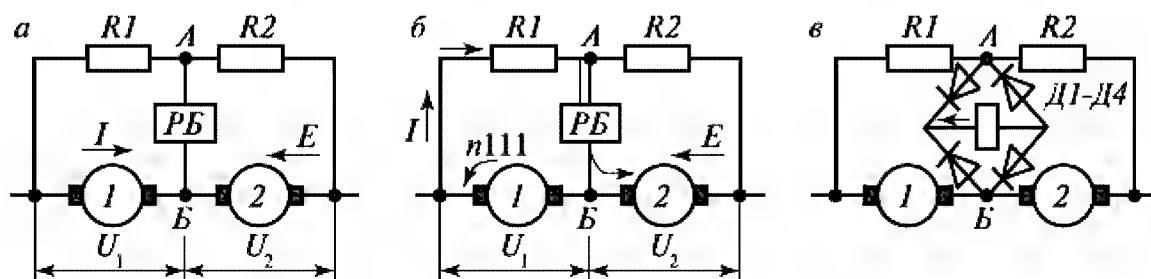 а R1 А R2
РБ
I E
1 Б 2
U₁ U₂
б R1 А R2
I РБ E
n111
1 Б 2
U₁ U₂
в R1 А R2
Д1-Д4
1 Б 2